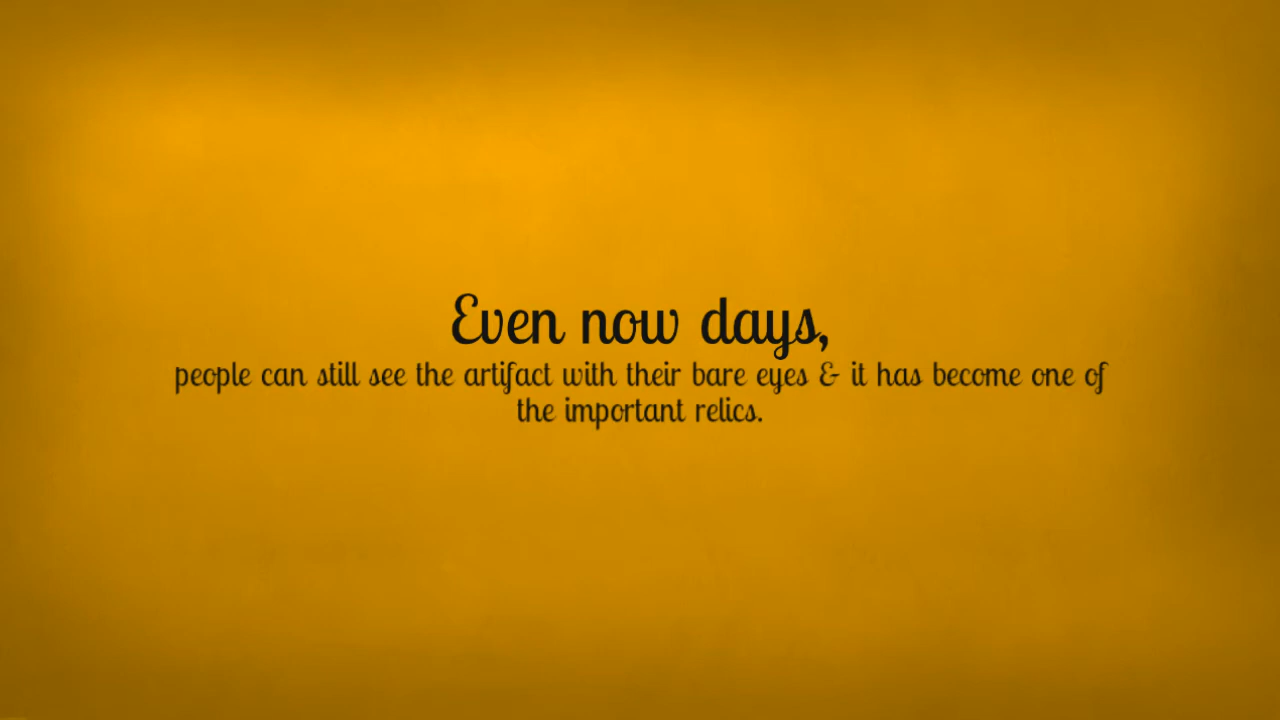 Even now days,
people can still see the artifact with their bare eyes & it has become one of
the important relics.